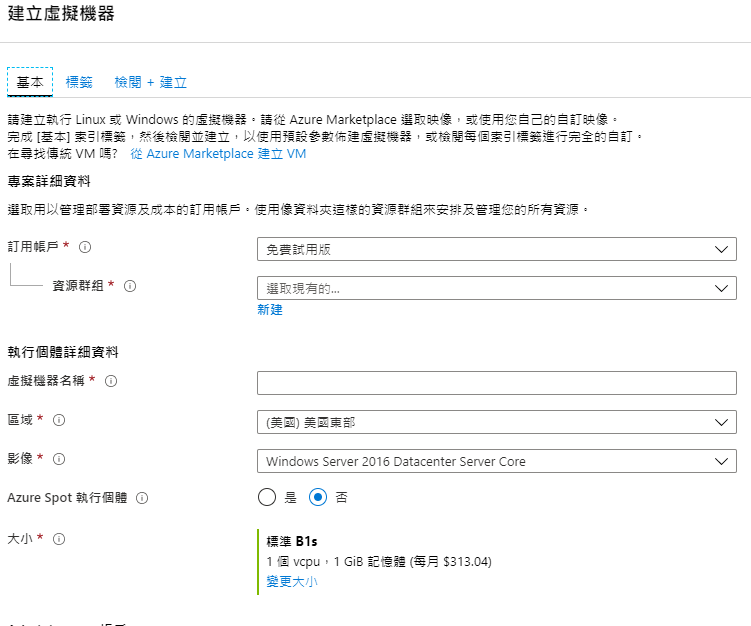 建立虛擬機器
基本 標籤 檢閱 + 建立
請建立執行 Linux 或 Windows 的虛擬機器。請從 Azure Marketplace 選取映像，或使用您自己的自訂映像。
完成 [基本] 索引標籤，然後檢閱並建立，以使用預設參數佈建虛擬機器，或檢閱每個索引標籤進行完全的自訂。
在尋找傳統 VM 嗎? 從 Azure Marketplace 建立 VM
專案詳細資料
選取用以管理部署資源及成本的訂用帳戶。使用像資料夾這樣的資源群組來安排及管理您的所有資源。
訂用帳戶 * 免費試用版
資源群組 * 選取現有的...
新建
執行個體詳細資料
虛擬機器名稱 *
區域 * (美國) 美國東部
影像 * Windows Server 2016 Datacenter Server Core
Azure Spot 執行個體 是 否
大小 * 標準 B1s
1 個 vcpu，1 GiB 記憶體 (每月 $313.04)
變更大小